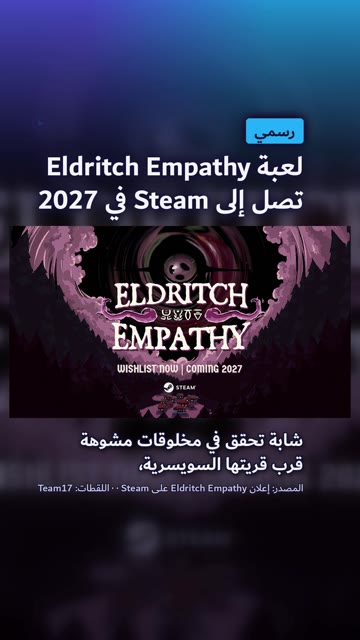 رسمي
لعبة Eldritch Empathy
تصل إلى Steam في 2027
ELDRITCH
EMPATHY
WISHLIST NOW | COMING 2027
STEAM
شابة تحقق في مخلوقات مشوهة
قرب قريتها السويسرية،
المصدر: إعلان Eldritch Empathy على Steam · · اللقطات: Team17
STEAM